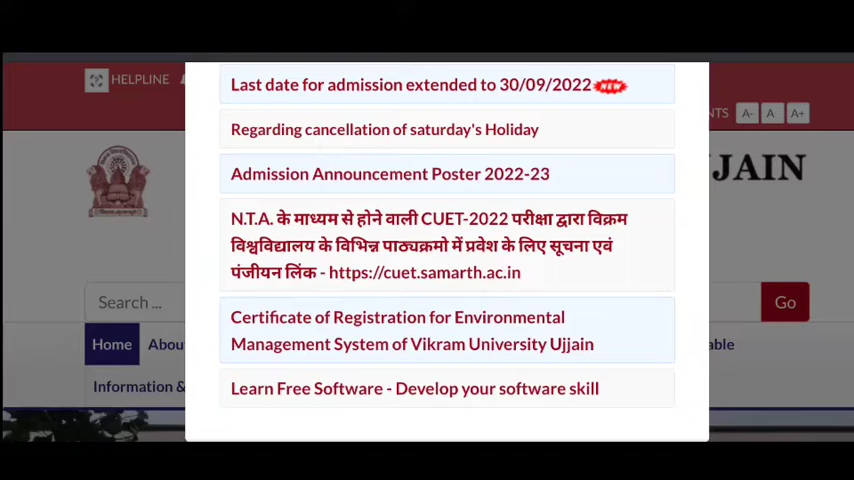 HELPLINE
NTS A- A A+
Last date for admission extended to 30/09/2022 NEW
Regarding cancellation of saturday's Holiday
JJAIN
Admission Announcement Poster 2022-23
N.T.A. के माध्यम से होने वाली CUET-2022 परीक्षा द्वारा विक्रम
विश्वविद्यालय के विभिन्न पाठ्यक्रमो में प्रवेश के लिए सूचना एवं
पंजीयन लिंक - https://cuet.samarth.ac.in
Search ...
Go
Certificate of Registration for Environmental
Management System of Vikram University Ujjain
Home Abou
able
Information &
Learn Free Software - Develop your software skill